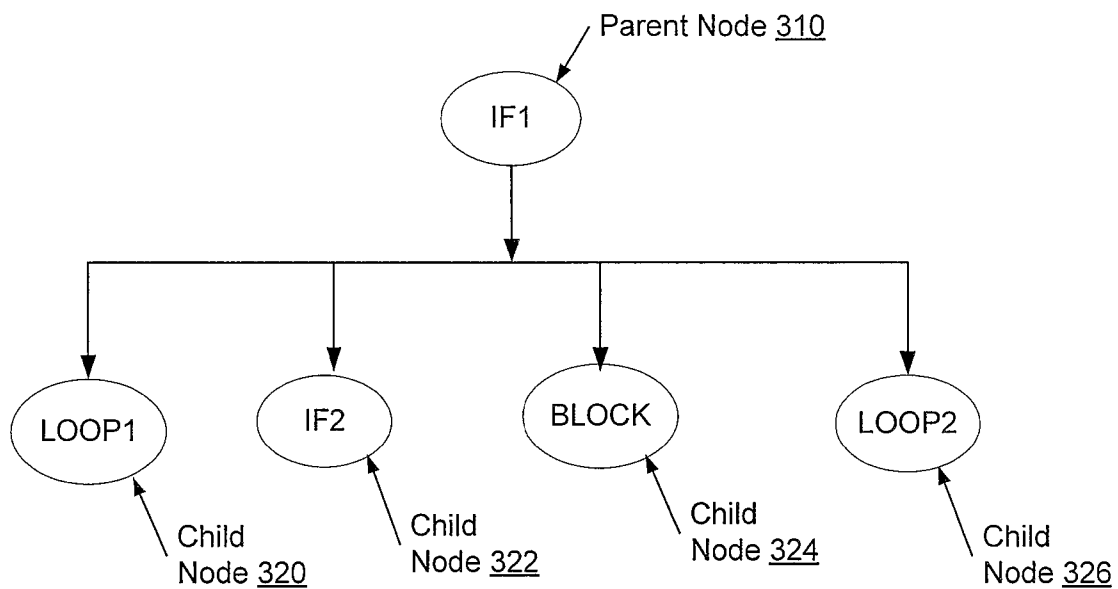 Parent Node 310
IF1
LOOP1
IF2
BLOCK
LOOP2
Child
Node 320
Child
Node 322
Child
Node 324
Child
Node 326